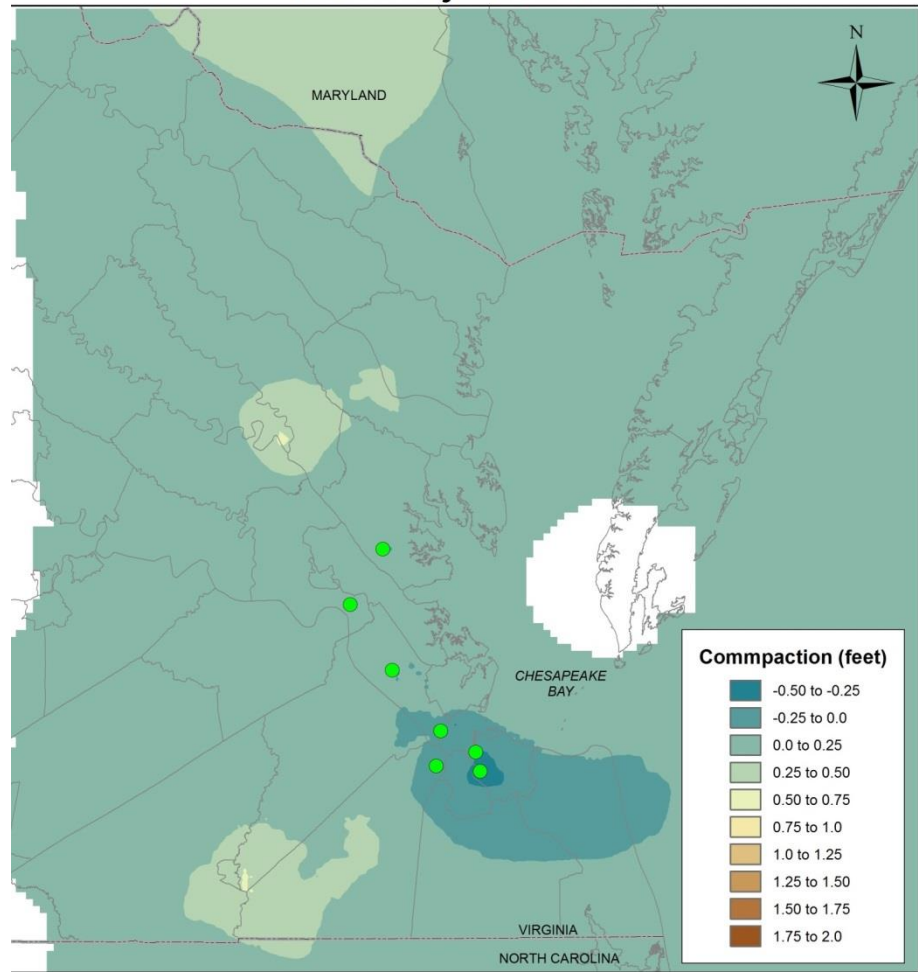 N
MARYLAND
CHESAPEAKE
BAY
Commpaction (feet)
-0.50 to -0.25
-0.25 to 0.0
0.0 to 0.25
0.25 to 0.50
0.50 to 0.75
0.75 to 1.0
1.0 to 1.25
1.25 to 1.50
1.50 to 1.75
1.75 to 2.0
VIRGINIA
NORTH CAROLINA